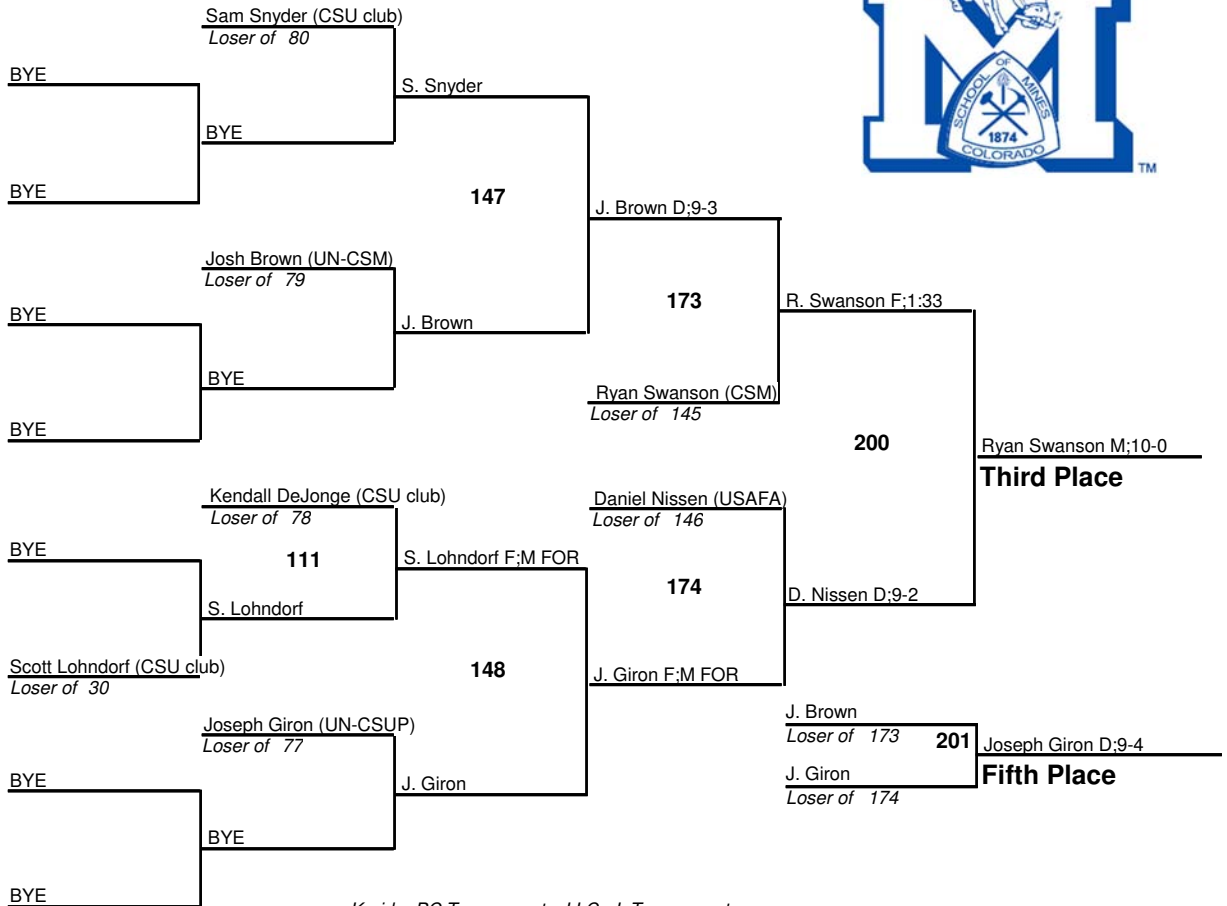 Sam Snyder (CSU club)
Loser of 80
BYE
S. Snyder
BYE
BYE
147
J. Brown D;9-3
Josh Brown (UN-CSM)
Loser of 79
173
R. Swanson F;1:33
BYE
J. Brown
BYE
Ryan Swanson (CSM)
Loser of 145
BYE
200
Ryan Swanson M;10-0
Third Place
Kendall DeJonge (CSU club)
Loser of 78
Daniel Nissen (USAFA)
Loser of 146
BYE
111
S. Lohndorf F;M FOR
174
S. Lohndorf
D. Nissen D;9-2
Scott Lohndorf (CSU club)
Loser of 30
148
J. Giron F;M FOR
Joseph Giron (UN-CSUP)
Loser of 77
J. Brown
Loser of 173
201
Joseph Giron D;9-4
Fifth Place
BYE
J. Giron
J. Giron
Loser of 174
BYE
BYE
SCHOOL OF MINES
1874
COLORADO
TM